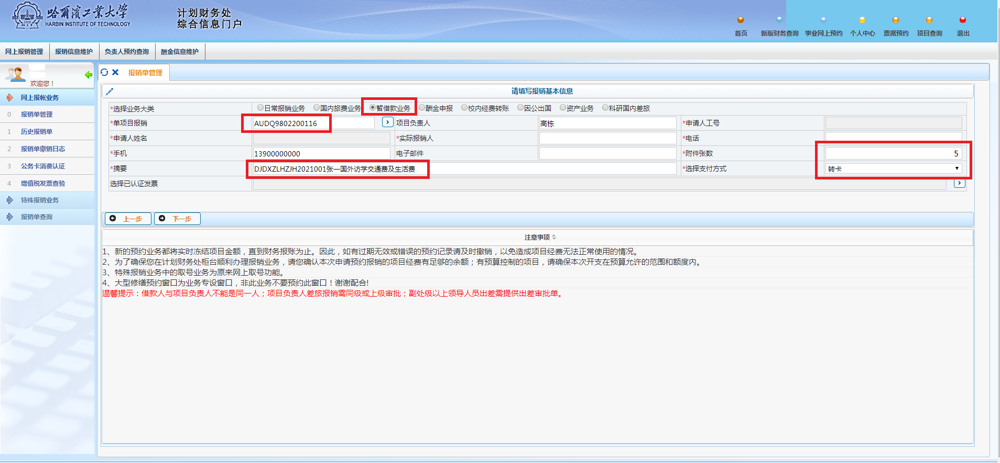 哈爾濱工業大学
HARBIN INSTITUTE OF TECHNOLOGY
计划财务处
综合信息门户
首页 新版财务查询 事业网上预约 个人中心 票据预约 项目查询 退出
网上报销管理 报销信息维护 负责人预约查询 酬金信息维护
欢迎您！
网上报帐业务
0 报销单管理
1 历史报销单
2 报销单撤销日志
3 公务卡消费认证
4 增值税发票查验
特殊报销业务
报销单查询
报销单管理
请填写报销基本信息
*选择业务大类 日常报销业务 国内旅费业务 暂借款业务 酬金申报 校内经费转账 因公出国 资产业务 科研国内差旅
*单项目报销 AUDQ9802200116 项目负责人 高栋 *申请人工号
*申请人姓名 *实际报销人 *电话
*手机 13900000000 电子邮件 *附件张数 5
*摘要 DJDXZLHZJH2021001张一国外访学交通费及生活费 *选择支付方式 转卡
选择已认证发票
上一步 下一步
注意事项
1、新的预约业务都将实时冻结项目金额，直到财务报账为止。因此，如有过期无效或错误的预约记录请及时撤销，以免造成项目经费无法正常使用的情况。
2、为了确保您在计划财务处柜台顺利办理报销业务，请您确认本次申请预约报销的项目经费有足够的余额；有预算控制的项目，请确保本次开支在预算允许的范围和额度内。
3、特殊报销业务中的取号业务为原来网上取号功能。
4、大型修缮预约窗口为业务专设窗口，非此业务不要预约此窗口！谢谢配合!
温馨提示：借款人与项目负责人不能是同一人；项目负责人差旅报销需同级或上级审批；副处级以上领导人员出差需提供出差审批单。